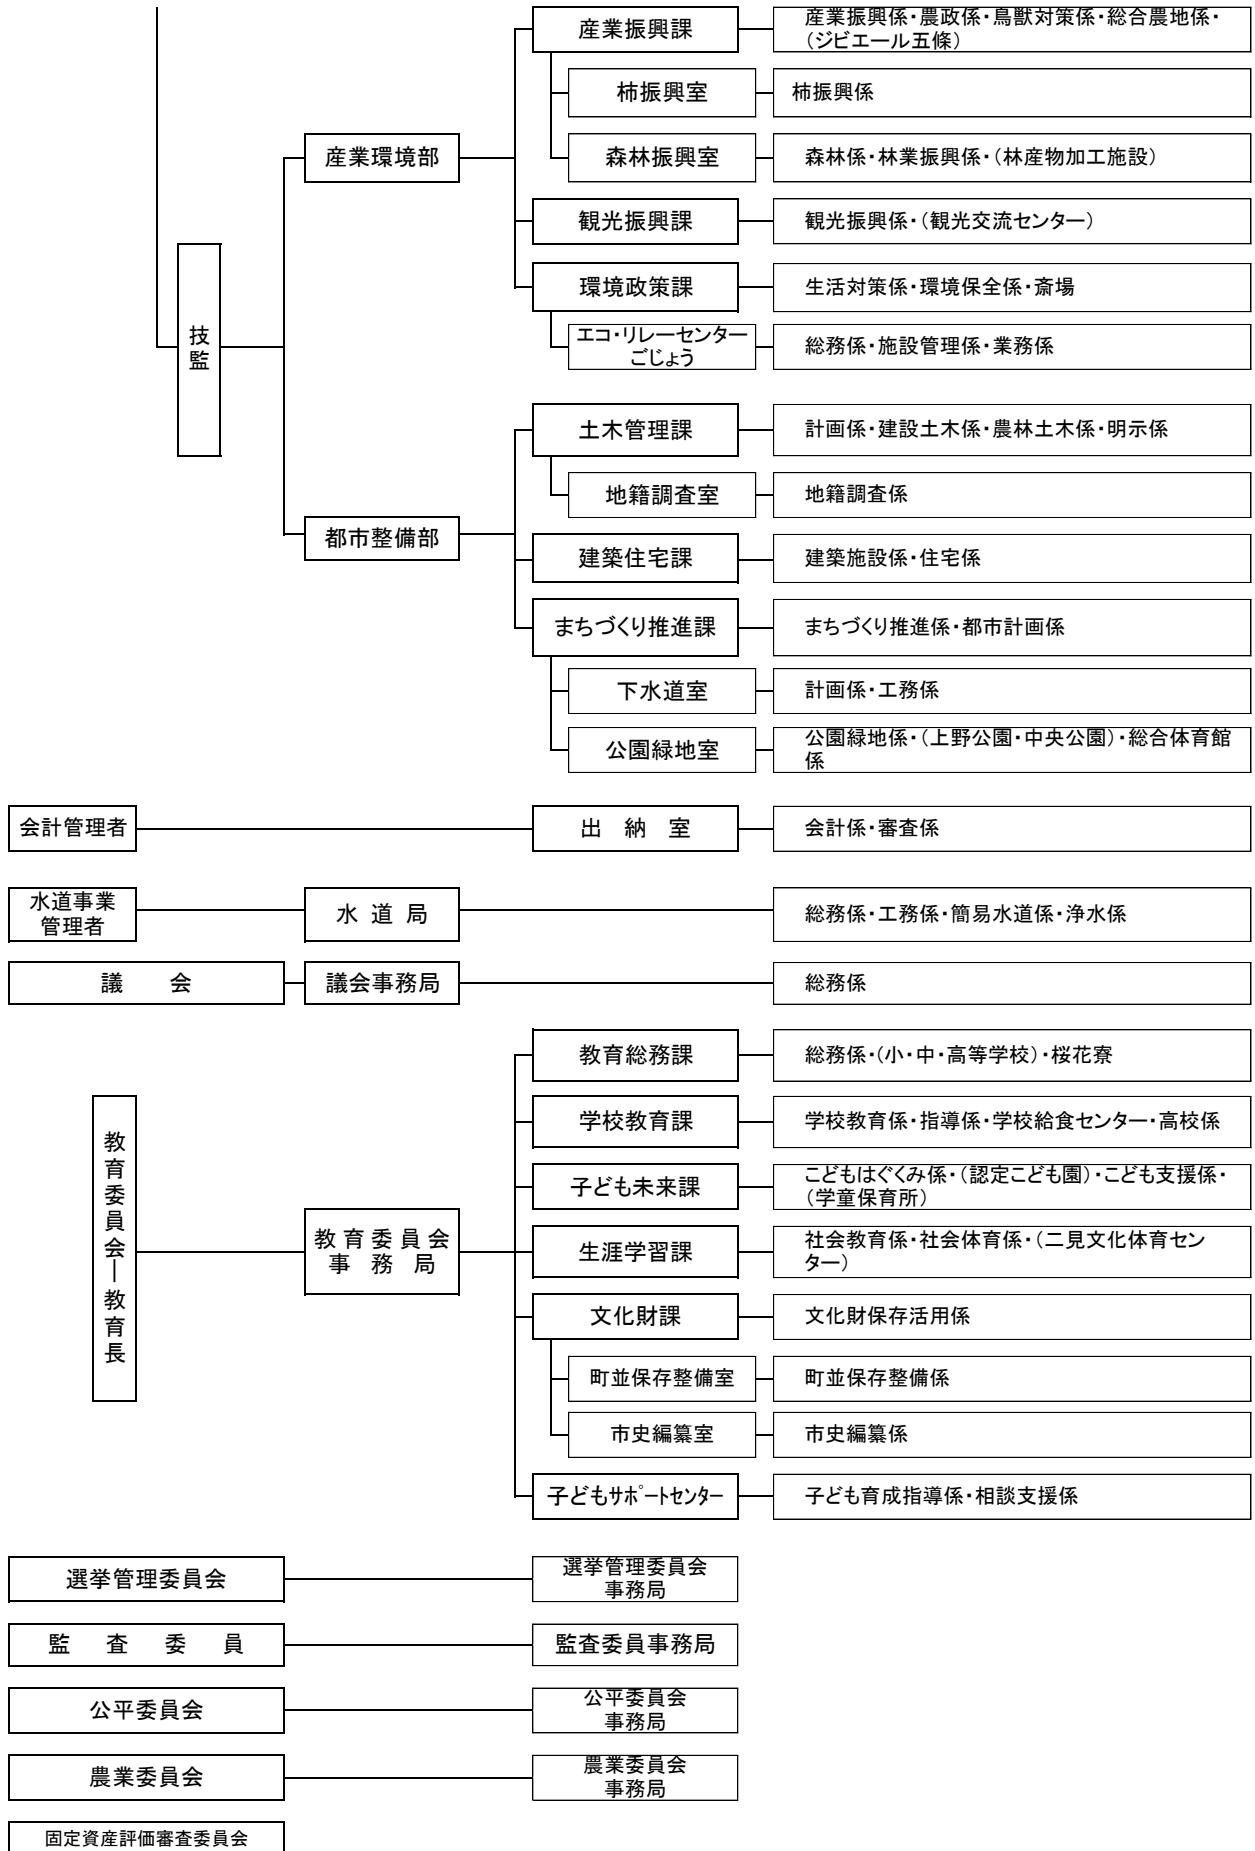 産業振興課
産業振興係・農政係・鳥獣対策係・総合農地係・
（ジビエール五條）
柿振興室
柿振興係
産業環境部
森林振興室
森林係・林業振興係・（林産物加工施設）
観光振興課
観光振興係・（観光交流センター）
環境政策課
生活対策係・環境保全係・斎場
技監
エコ・リレーセンター
ごじょう
総務係・施設管理係・業務係
土木管理課
計画係・建設土木係・農林土木係・明示係
地籍調査室
地籍調査係
都市整備部
建築住宅課
建築施設係・住宅係
まちづくり推進課
まちづくり推進係・都市計画係
下水道室
計画係・工務係
公園緑地室
公園緑地係・（上野公園・中央公園）・総合体育館
係
会計管理者
出　納　室
会計係・審査係
水道事業
管理者
水 道 局
総務係・工務係・簡易水道係・浄水係
議　　会
議会事務局
総務係
教育総務課
総務係・（小・中・高等学校）・桜花寮
学校教育課
学校教育係・指導係・学校給食センター・高校係
子ども未来課
こどもはぐくみ係・（認定こども園）・こども支援係・
（学童保育所）
教育委員会―教育長
教 育 委 員 会
事　務　局
生涯学習課
社会教育係・社会体育係・（二見文化体育セン
ター）
文化財課
文化財保存活用係
町並保存整備室
町並保存整備係
市史編纂室
市史編纂係
子どもｻﾎﾟｰﾄｾﾝﾀｰ
子ども育成指導係・相談支援係
選挙管理委員会
選挙管理委員会
事務局
監　査　委　員
監査委員事務局
公平委員会
公平委員会
事務局
農業委員会
農業委員会
事務局
固定資産評価審査委員会